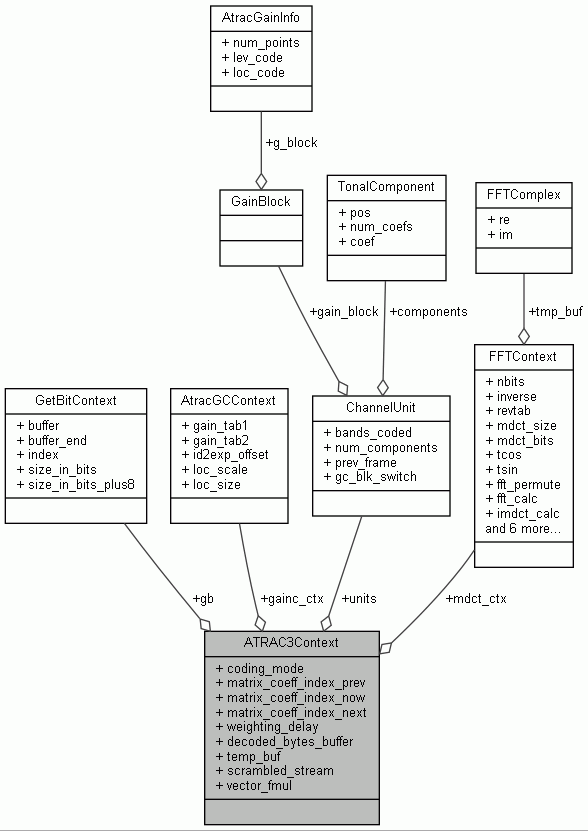 AtracGainInfo
+ num_points
+ lev_code
+ loc_code
+g_block
GainBlock
TonalComponent
+ pos
+ num_coefs
+ coef
FFTComplex
+ re
+ im
+gain_block
+components
+tmp_buf
GetBitContext
+ buffer
+ buffer_end
+ index
+ size_in_bits
+ size_in_bits_plus8
AtracGCContext
+ gain_tab1
+ gain_tab2
+ id2exp_offset
+ loc_scale
+ loc_size
ChannelUnit
+ bands_coded
+ num_components
+ prev_frame
+ gc_blk_switch
FFTContext
+ nbits
+ inverse
+ revtab
+ mdct_size
+ mdct_bits
+ tcos
+ tsin
+ fft_permute
+ fft_calc
+ imdct_calc
and 6 more...
+gb
+gainc_ctx
+units
+mdct_ctx
ATRAC3Context
+ coding_mode
+ matrix_coeff_index_prev
+ matrix_coeff_index_now
+ matrix_coeff_index_next
+ weighting_delay
+ decoded_bytes_buffer
+ temp_buf
+ scrambled_stream
+ vector_fmul